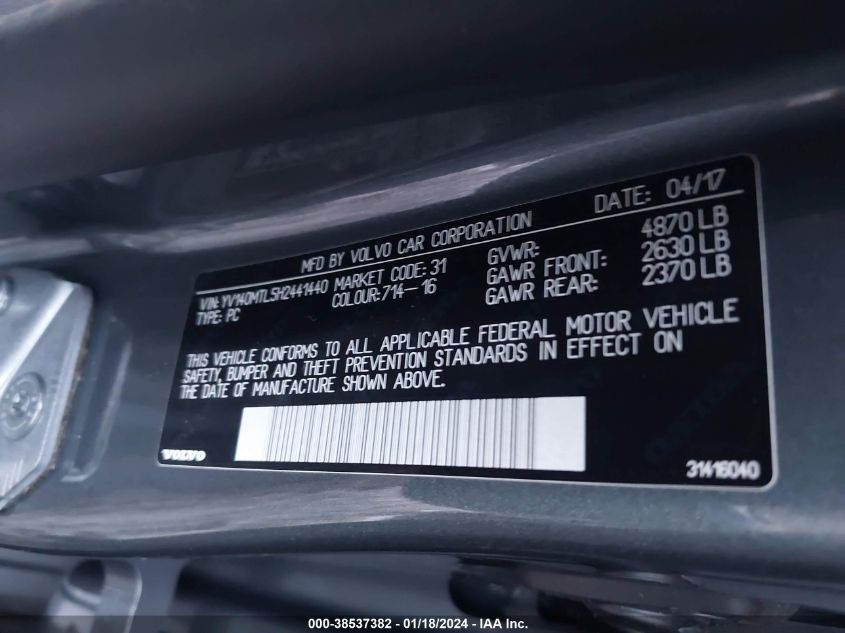 MFD BY VOLVO CAR CORPORATION DATE: 04/17
VIN: YV140MTL5H2441440 MARKET CODE: 31 GVWR: 4870 LB
TYPE: PC COLOUR: 714-16 GAWR FRONT: 2630 LB
GAWR REAR: 2370 LB
THIS VEHICLE CONFORMS TO ALL APPLICABLE FEDERAL MOTOR VEHICLE
SAFETY, BUMPER AND THEFT PREVENTION STANDARDS IN EFFECT ON
THE DATE OF MANUFACTURE SHOWN ABOVE.
VOLVO 31416040
000-38537382 - 01/18/2024 - IAA Inc.